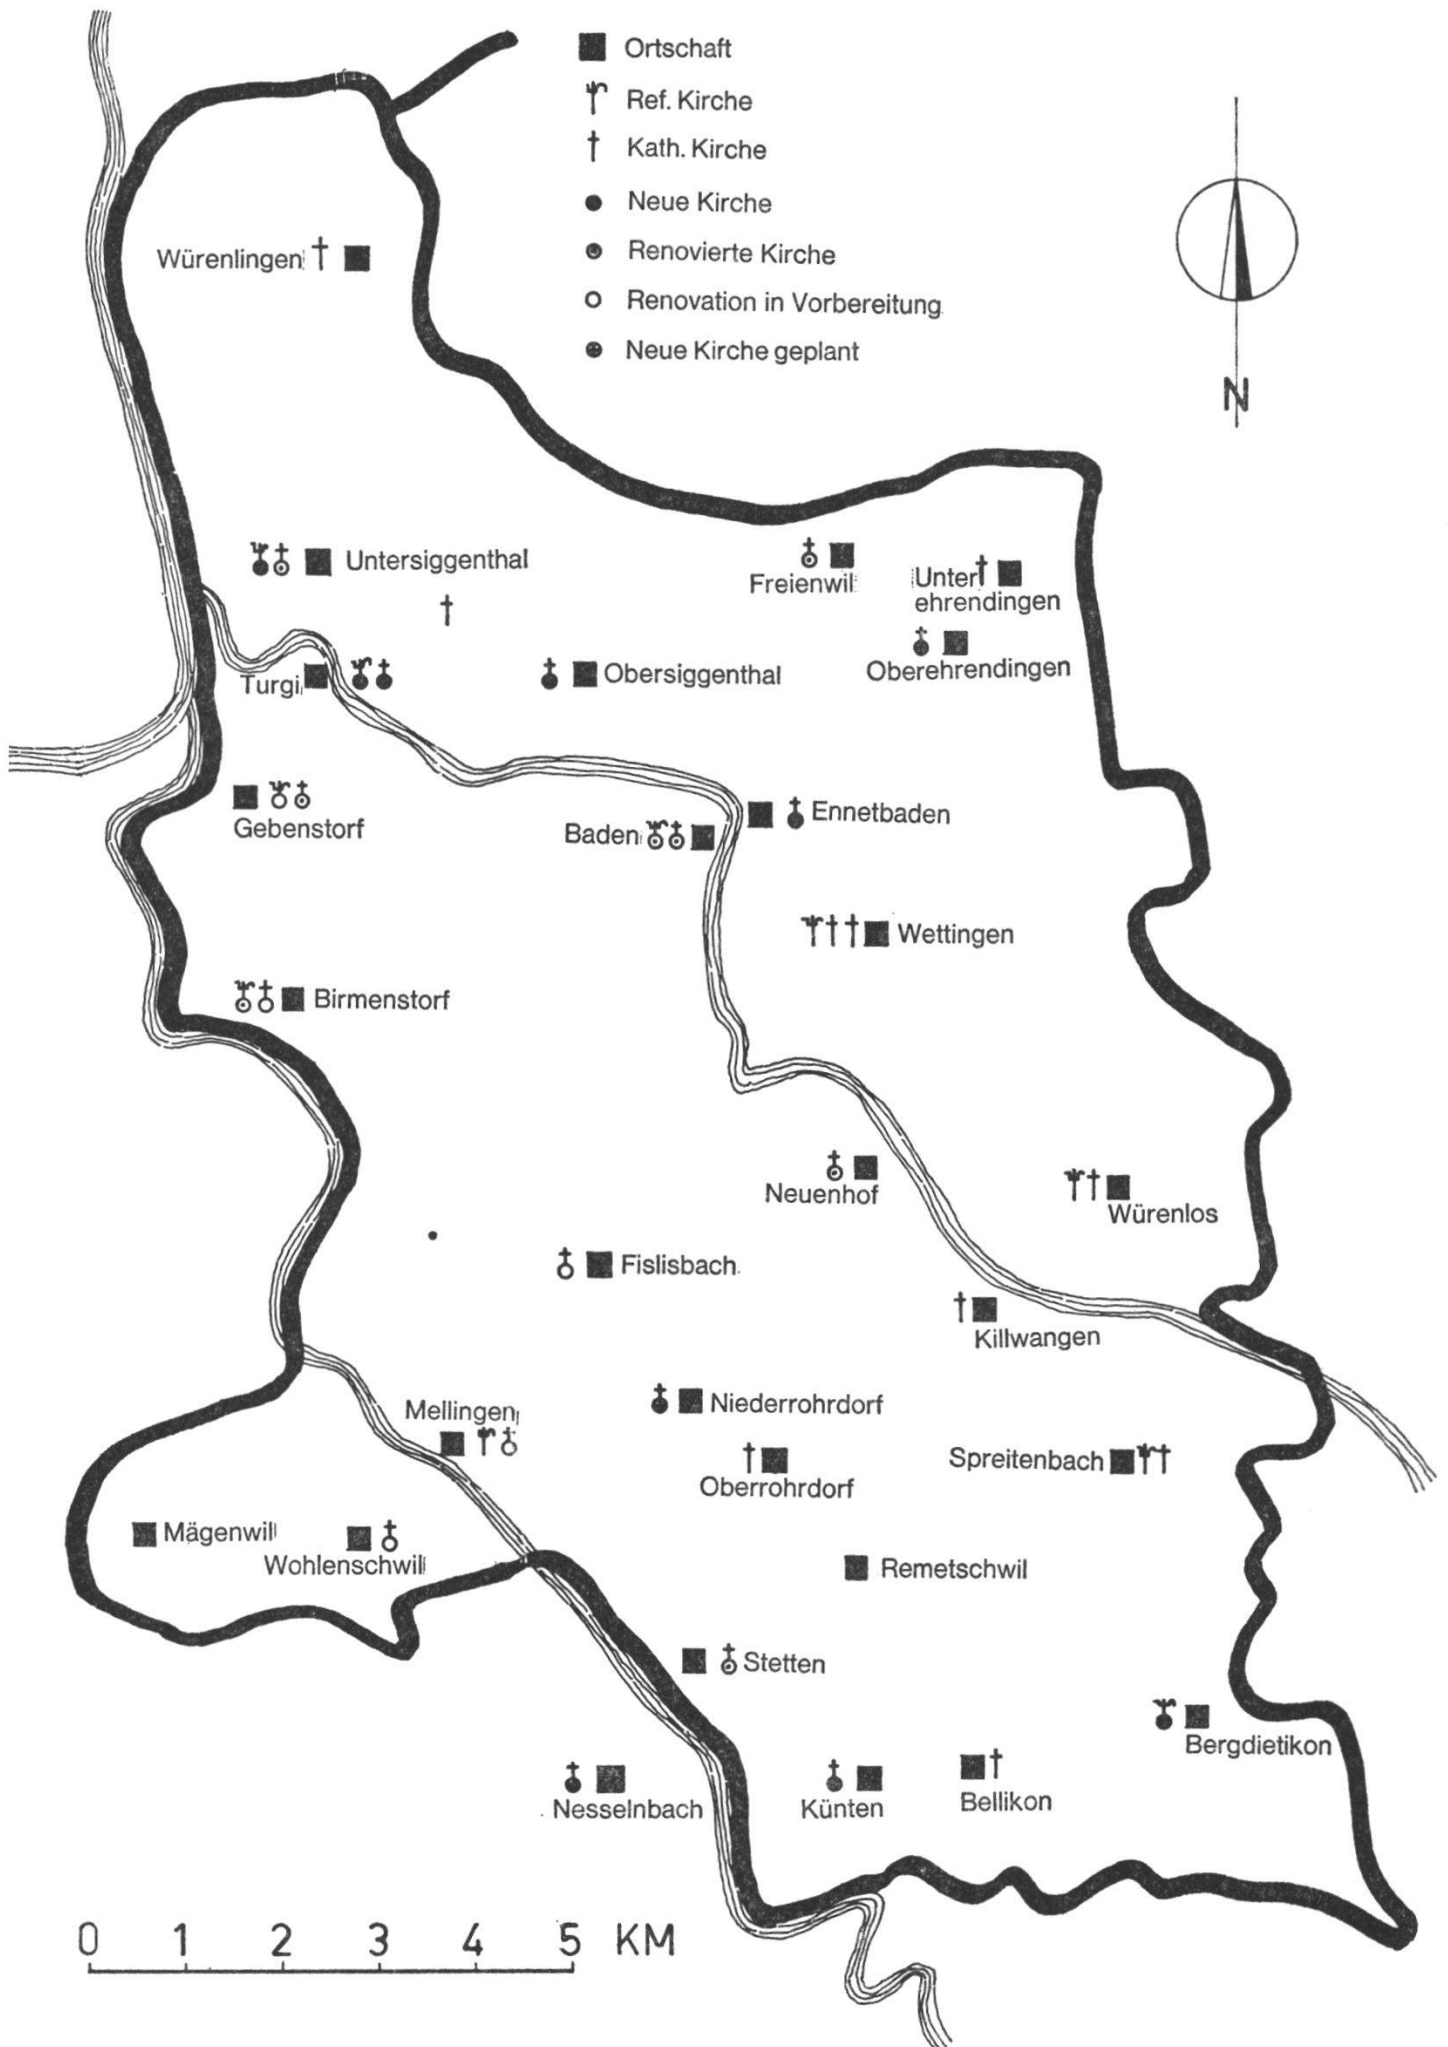 Ortschaft
Ref. Kirche
Kath. Kirche
Neue Kirche
Renovierte Kirche
Renovation in Vorbereitung
Neue Kirche geplant
N
Würenlingen
Untersiggenthal
Freienwil
Unter
ehrendingen
Oberehrendingen
Turgi
Obersiggenthal
Gebenstorf
Baden
Ennetbaden
Wettingen
Birmenstorf
Neuenhof
Würenlos
Fislisbach
Killwangen
Mellingen
Niederrohrdorf
Oberrohrdorf
Spreitenbach
Mägenwil
Wohlenschwil
Remetschwil
Stetten
Bergdietikon
Nesselnbach
Künten
Bellikon
0 1 2 3 4 5 KM